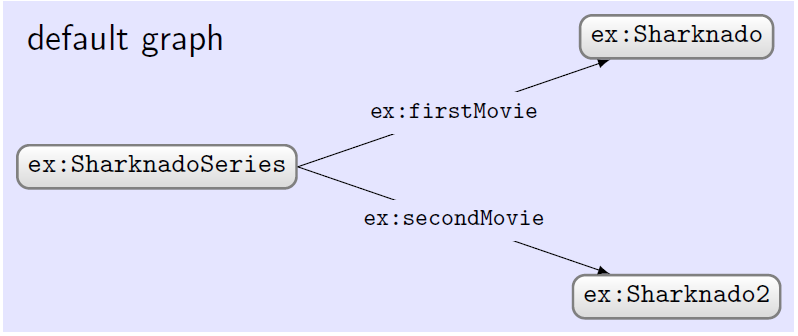 default graph
ex:Sharknado
ex:firstMovie
ex:SharknadoSeries
ex:secondMovie
ex:Sharknado2